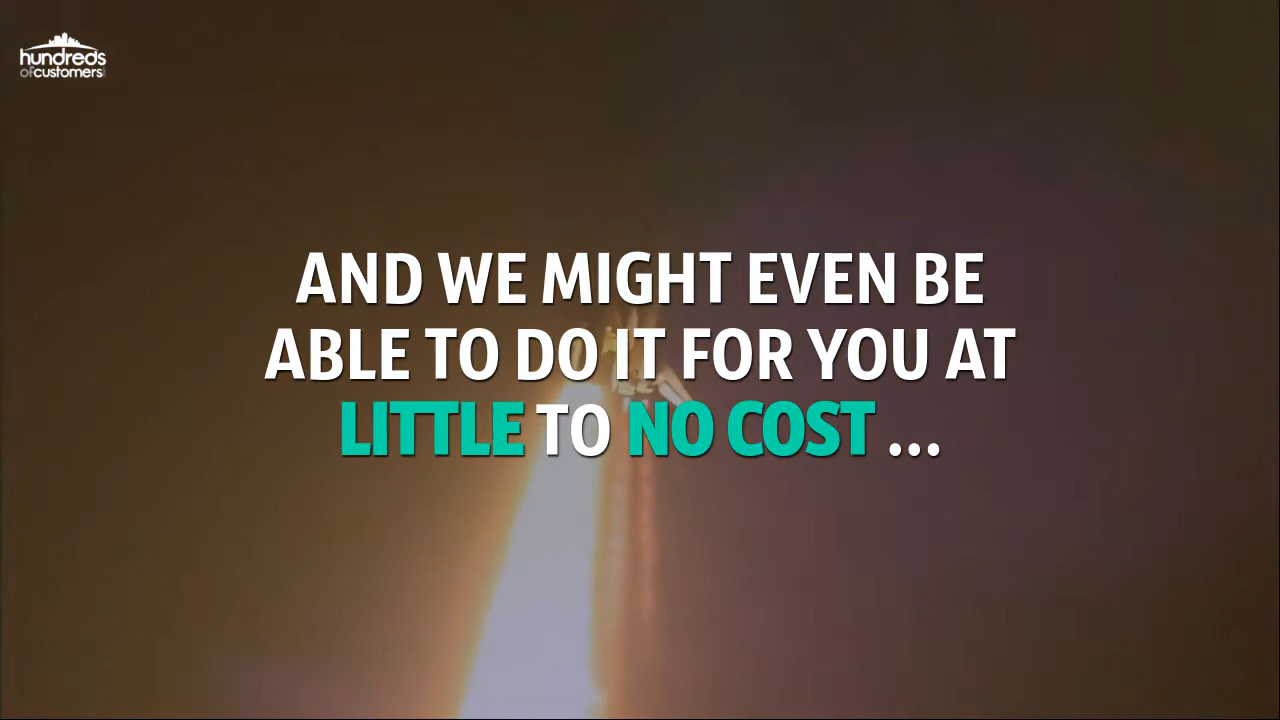 hundreds
ofcustomers
AND WE MIGHT EVEN BE
ABLE TO DO IT FOR YOU AT
LITTLE TO NO COST ...